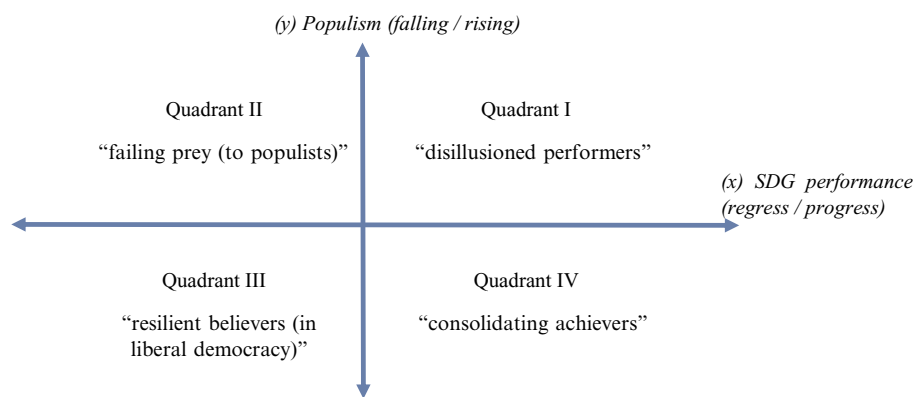 (y) Populism (falling / rising)
Quadrant II
“failing prey (to populists)”
Quadrant I
“disillusioned performers”
(x) SDG performance
(regress / progress)
Quadrant III
“resilient believers (in
liberal democracy)”
Quadrant IV
“consolidating achievers”